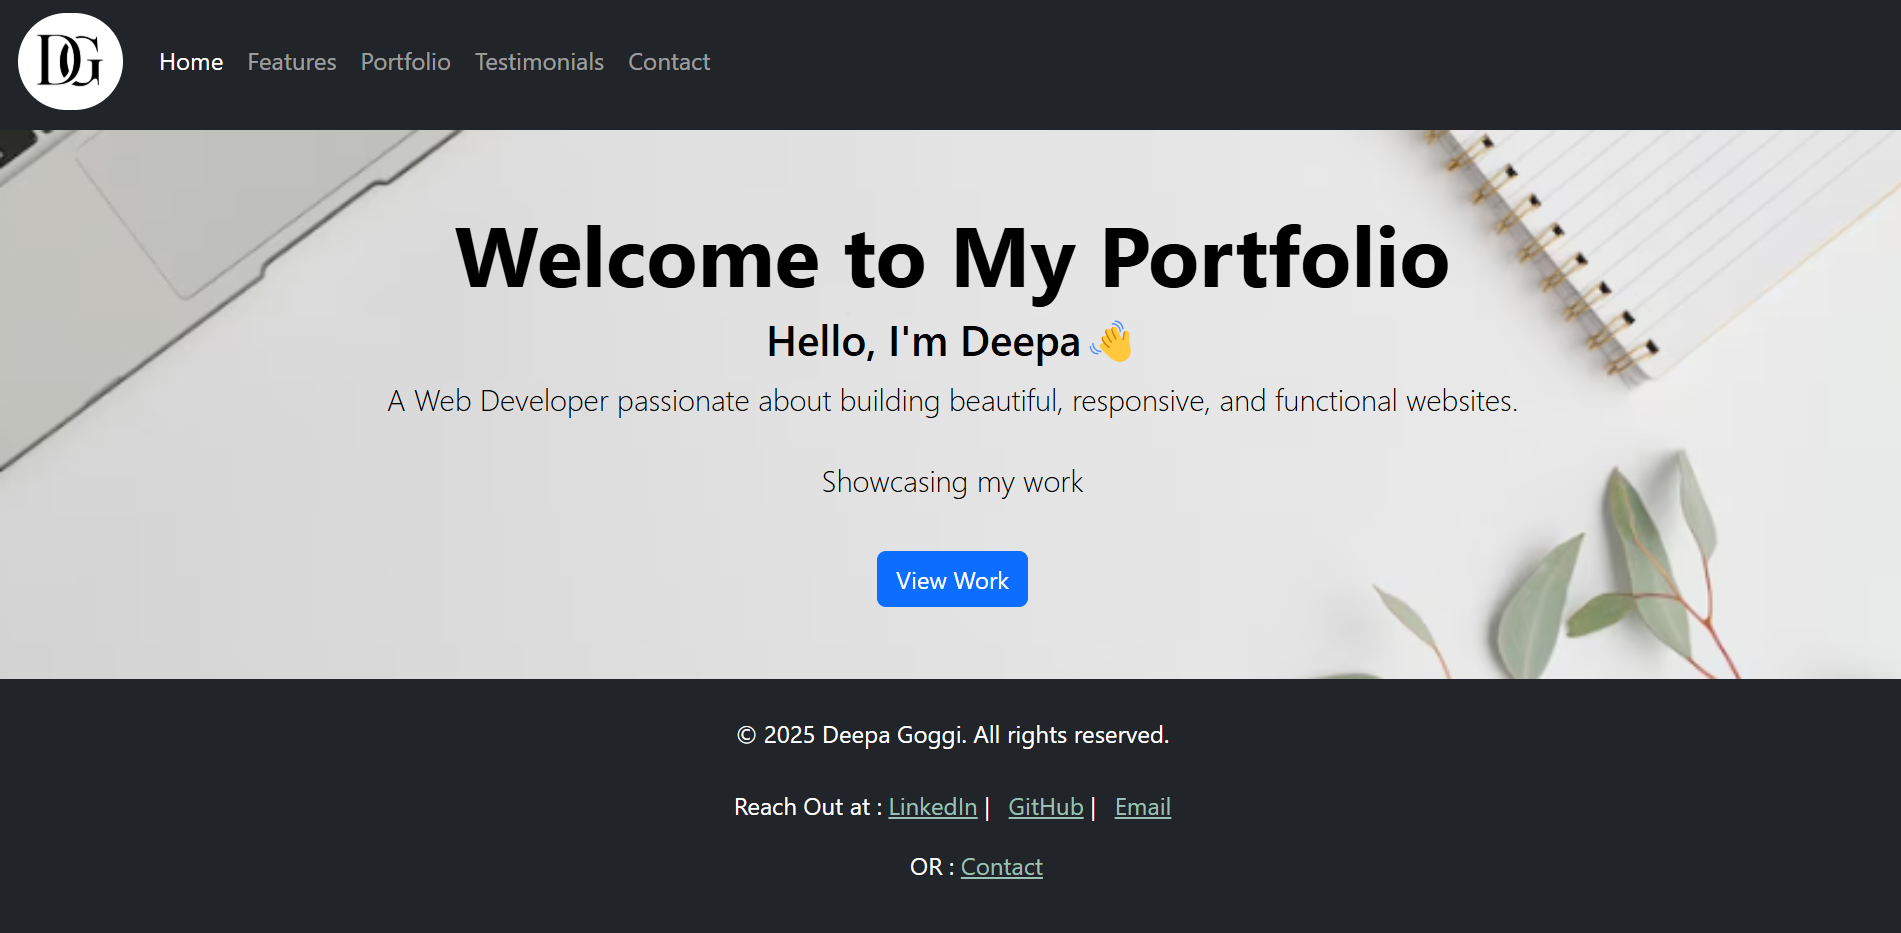 DG
Home Features Portfolio Testimonials Contact
Welcome to My Portfolio
Hello, I'm Deepa 👋
A Web Developer passionate about building beautiful, responsive, and functional websites.
Showcasing my work
View Work
© 2025 Deepa Goggi. All rights reserved.
Reach Out at : LinkedIn | GitHub | Email
OR : Contact